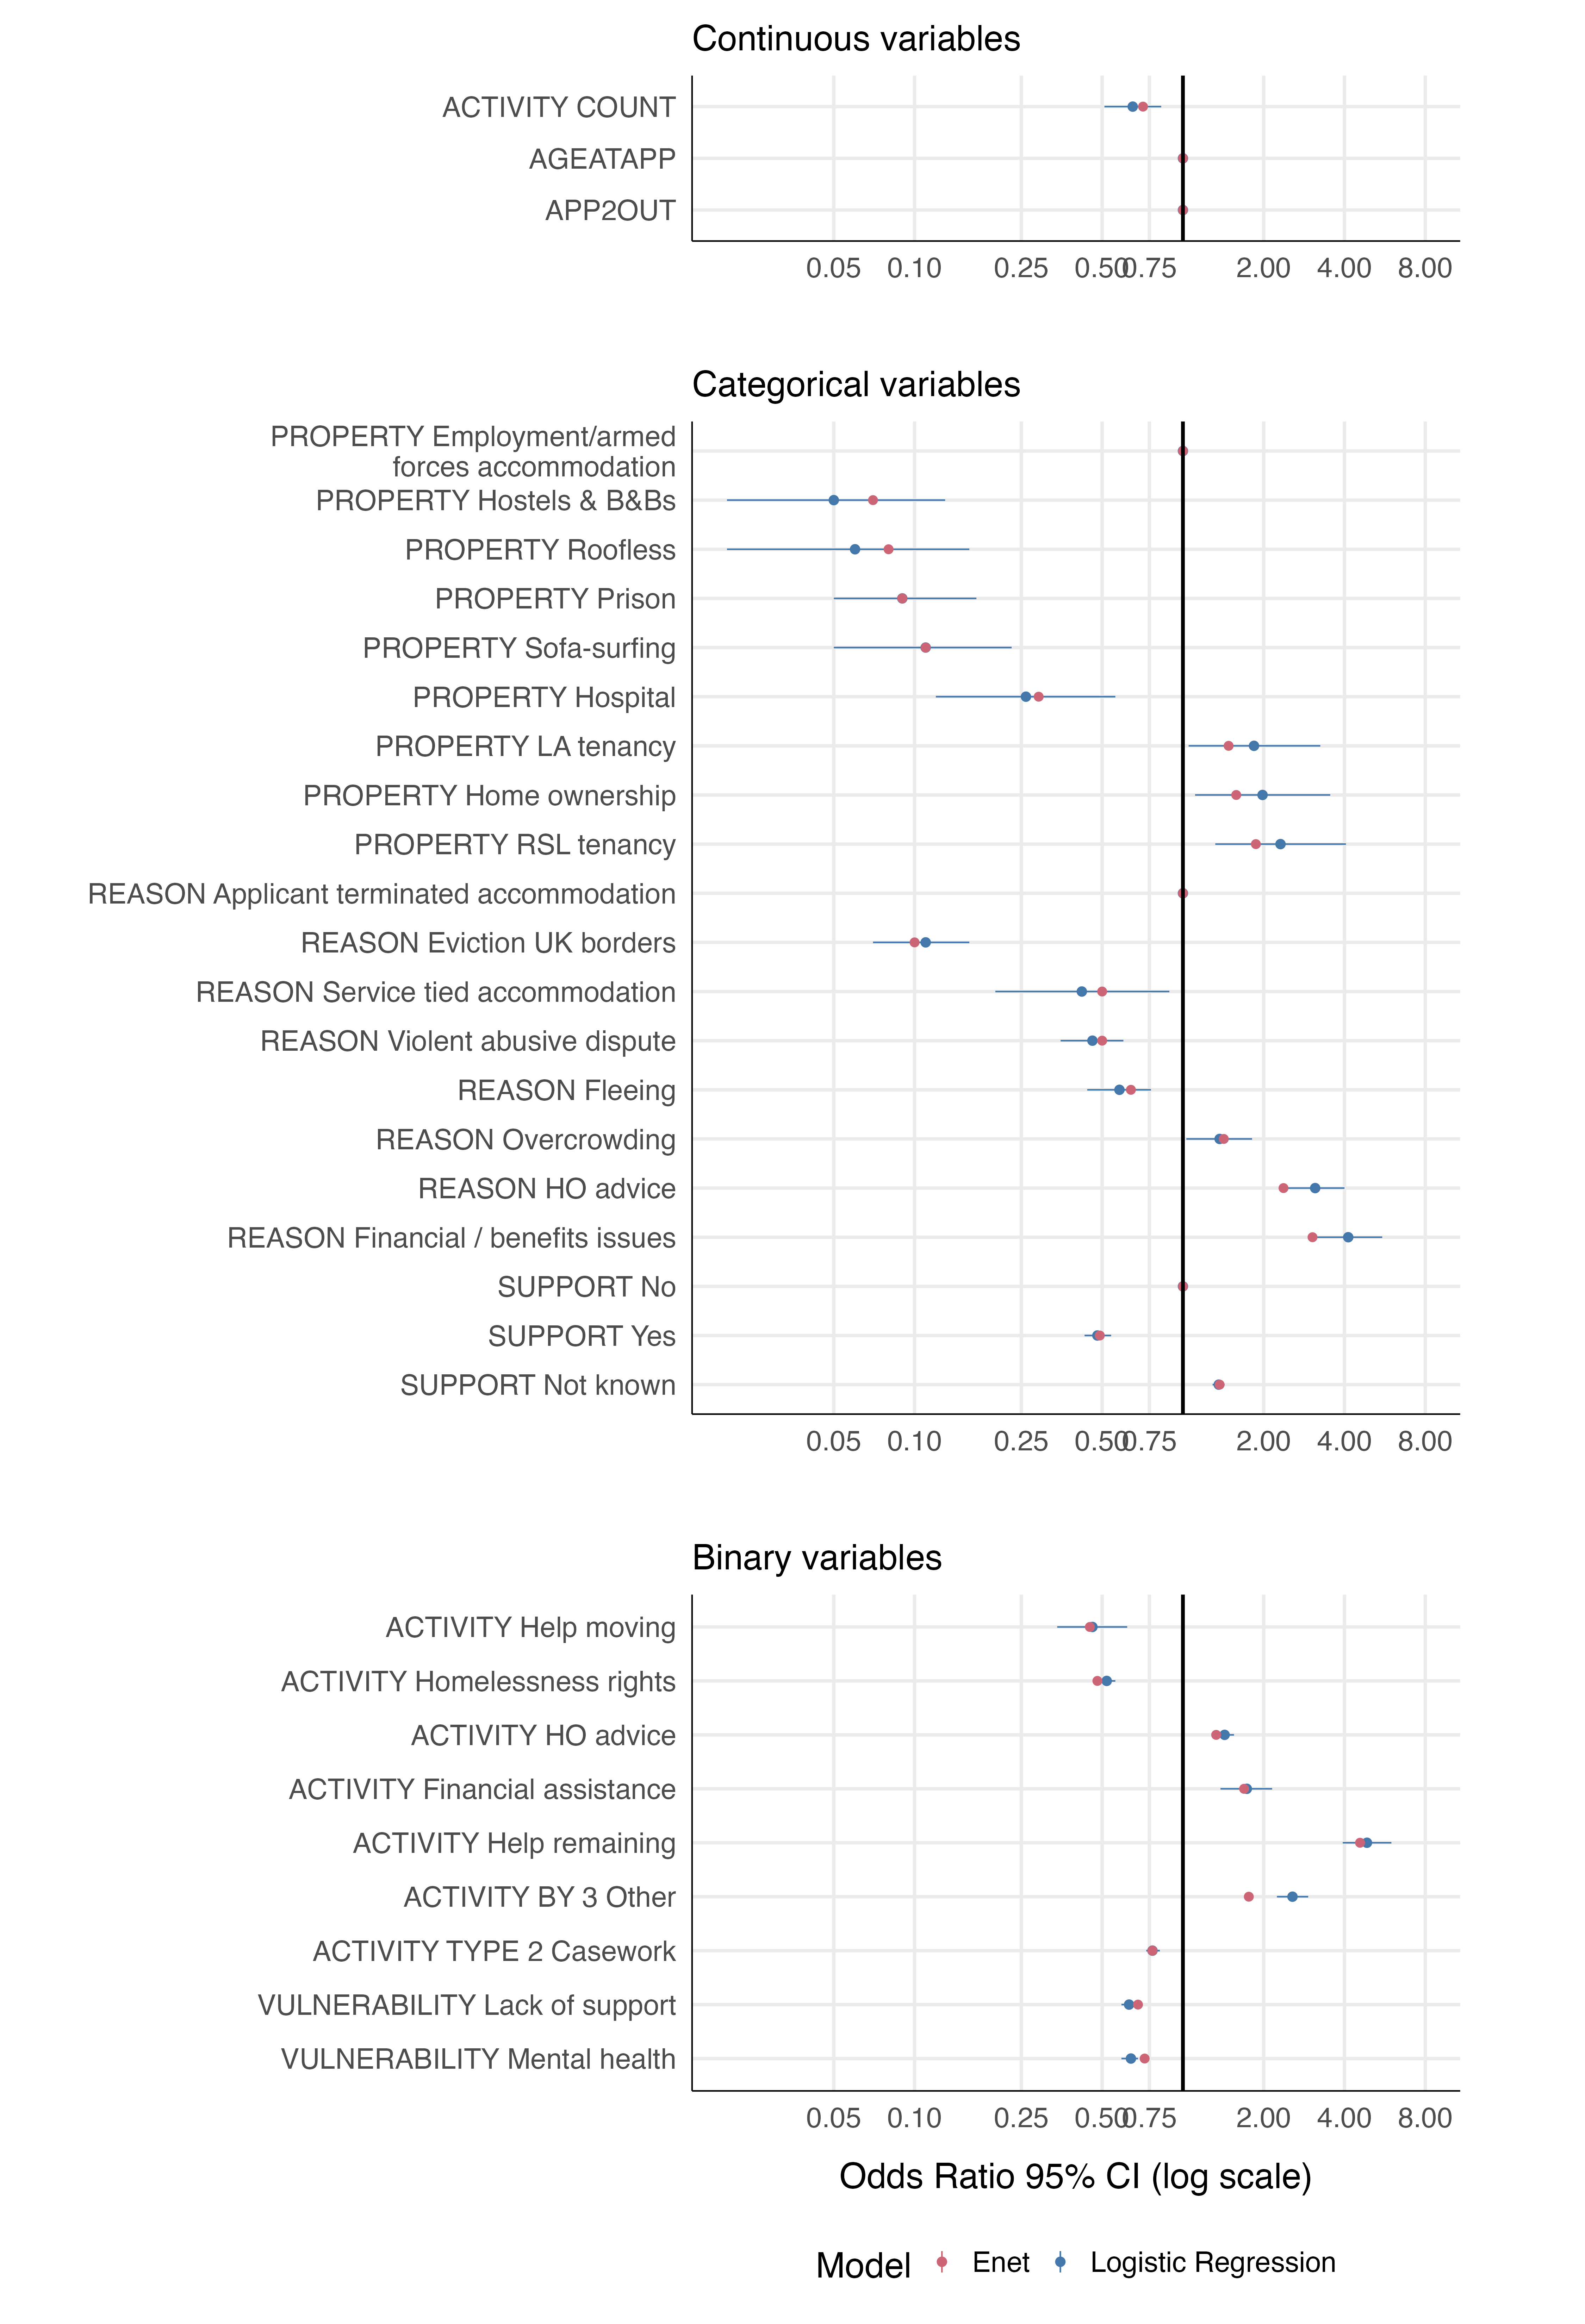 Continuous variables
ACTIVITY COUNT
AGEATAPP
APP2OUT
0.05 0.10 0.25 0.50 0.75 2.00 4.00 8.00
Categorical variables
PROPERTY Employment/armed
forces accommodation
PROPERTY Hostels & B&Bs
PROPERTY Roofless
PROPERTY Prison
PROPERTY Sofa-surfing
PROPERTY Hospital
PROPERTY LA tenancy
PROPERTY Home ownership
PROPERTY RSL tenancy
REASON Applicant terminated accommodation
REASON Eviction UK borders
REASON Service tied accommodation
REASON Violent abusive dispute
REASON Fleeing
REASON Overcrowding
REASON HO advice
REASON Financial / benefits issues
SUPPORT No
SUPPORT Yes
SUPPORT Not known
0.05 0.10 0.25 0.50 0.75 2.00 4.00 8.00
Binary variables
ACTIVITY Help moving
ACTIVITY Homelessness rights
ACTIVITY HO advice
ACTIVITY Financial assistance
ACTIVITY Help remaining
ACTIVITY BY 3 Other
ACTIVITY TYPE 2 Casework
VULNERABILITY Lack of support
VULNERABILITY Mental health
0.05 0.10 0.25 0.50 0.75 2.00 4.00 8.00
Odds Ratio 95% CI (log scale)
Model Enet Logistic Regression